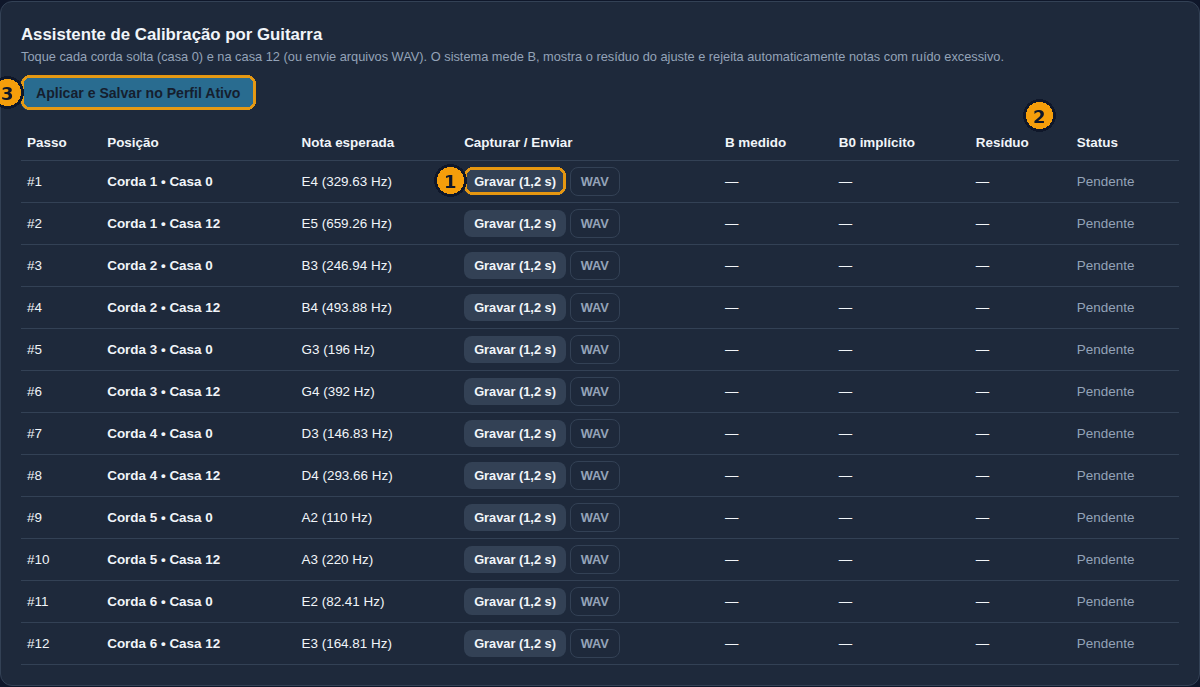 Assistente de Calibração por Guitarra
Toque cada corda solta (casa 0) e na casa 12 (ou envie arquivos WAV). O sistema mede B, mostra o resíduo do ajuste e rejeita automaticamente notas com ruído excessivo.
3 Aplicar e Salvar no Perfil Ativo
2
Passo Posição Nota esperada Capturar / Enviar B medido B0 implícito Resíduo Status
#1 Corda 1 • Casa 0 E4 (329.63 Hz) 1 Gravar (1,2 s) WAV — — — Pendente
#2 Corda 1 • Casa 12 E5 (659.26 Hz) Gravar (1,2 s) WAV — — — Pendente
#3 Corda 2 • Casa 0 B3 (246.94 Hz) Gravar (1,2 s) WAV — — — Pendente
#4 Corda 2 • Casa 12 B4 (493.88 Hz) Gravar (1,2 s) WAV — — — Pendente
#5 Corda 3 • Casa 0 G3 (196 Hz) Gravar (1,2 s) WAV — — — Pendente
#6 Corda 3 • Casa 12 G4 (392 Hz) Gravar (1,2 s) WAV — — — Pendente
#7 Corda 4 • Casa 0 D3 (146.83 Hz) Gravar (1,2 s) WAV — — — Pendente
#8 Corda 4 • Casa 12 D4 (293.66 Hz) Gravar (1,2 s) WAV — — — Pendente
#9 Corda 5 • Casa 0 A2 (110 Hz) Gravar (1,2 s) WAV — — — Pendente
#10 Corda 5 • Casa 12 A3 (220 Hz) Gravar (1,2 s) WAV — — — Pendente
#11 Corda 6 • Casa 0 E2 (82.41 Hz) Gravar (1,2 s) WAV — — — Pendente
#12 Corda 6 • Casa 12 E3 (164.81 Hz) Gravar (1,2 s) WAV — — — Pendente